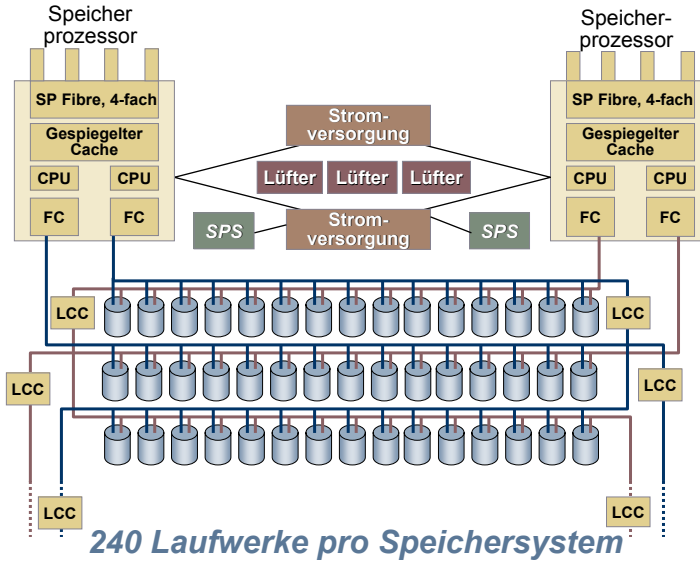 Speicher
prozessor
Speicher-
prozessor
SP Fibre, 4-fach
Gespiegelter
Cache
CPU
CPU
FC
FC
Strom-
versorgung
Lüfter
Lüfter
Lüfter
SPS
Strom-
versorgung
SPS
SP Fibre, 4-fach
Gespiegelter
Cache
CPU
CPU
FC
FC
LCC
LCC
LCC
LCC
LCC
LCC
240 Laufwerke pro Speichersystem